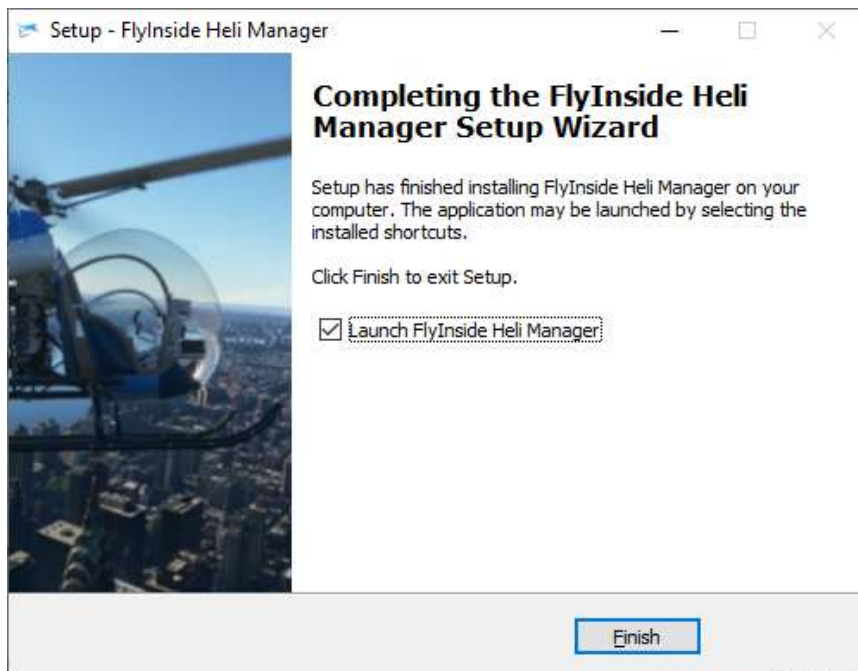 Setup - FlyInside Heli Manager
Completing the FlyInside Heli
Manager Setup Wizard
Setup has finished installing FlyInside Heli Manager on your
computer. The application may be launched by selecting the
installed shortcuts.
Click Finish to exit Setup.
Launch FlyInside Heli Manager
Finish